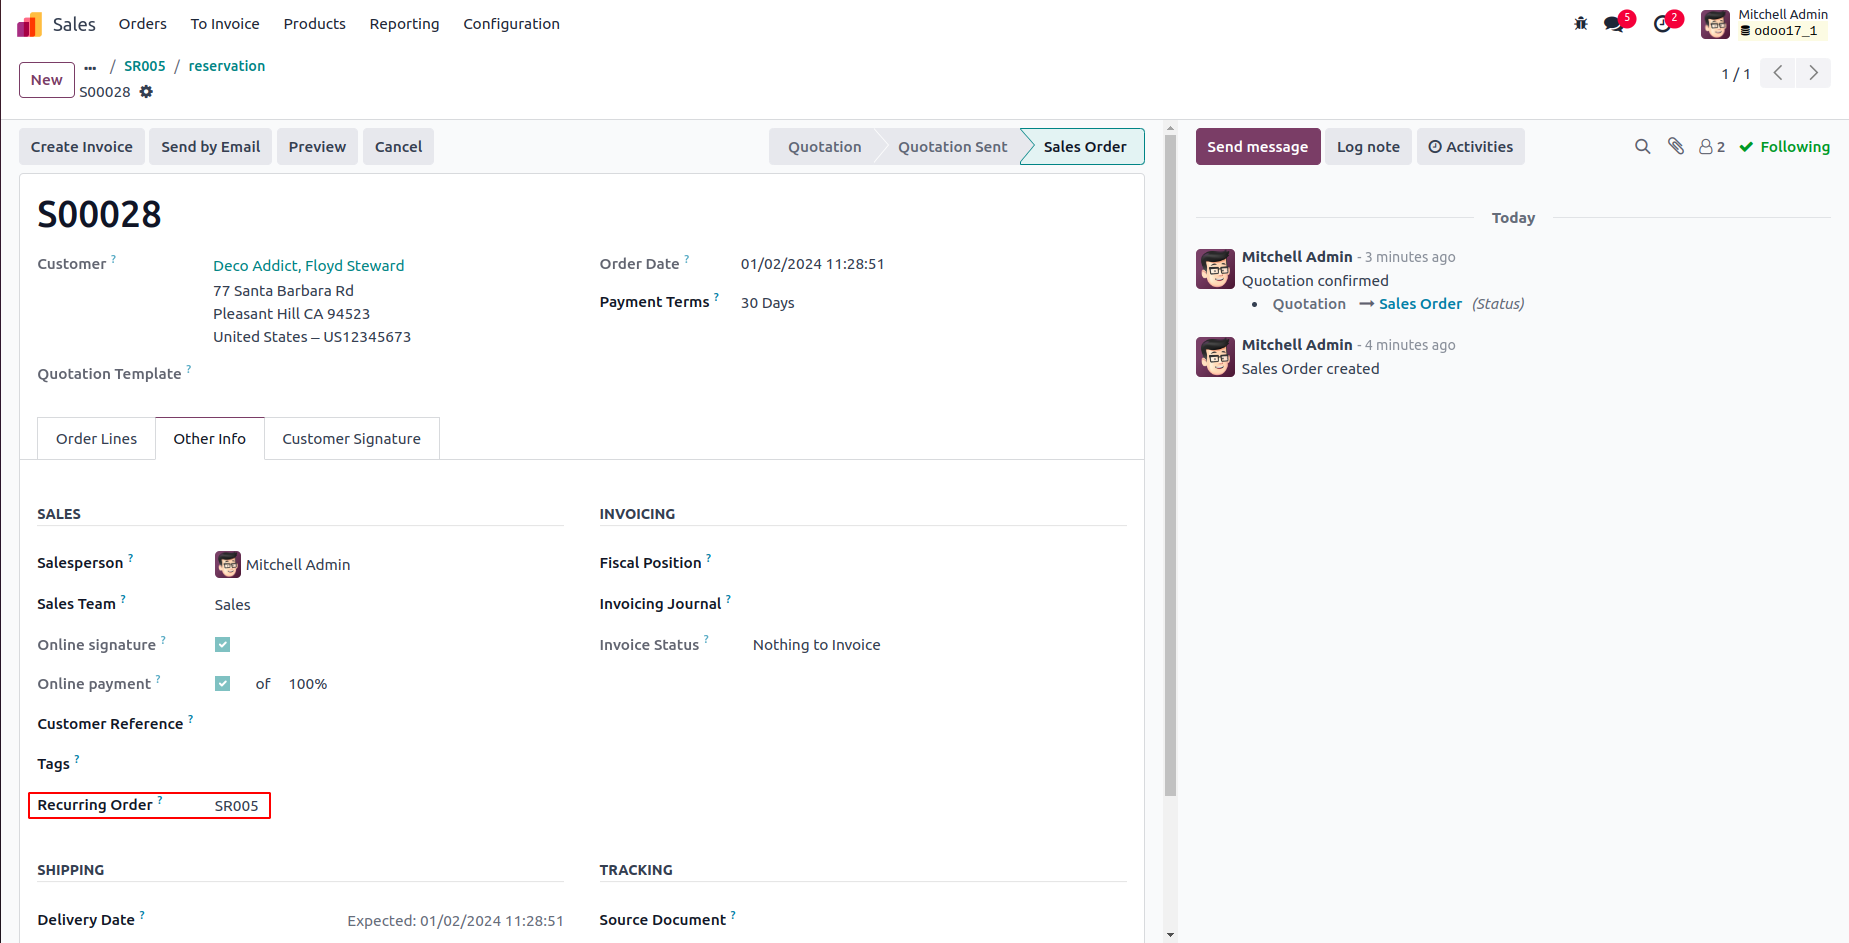 Sales Orders To Invoice Products Reporting Configuration 5 2 Mitchell Admin
odoo17_1
New ... / SR005 / reservation
S00028
1 / 1
Create Invoice Send by Email Preview Cancel Quotation Quotation Sent Sales Order
Send message Log note Activities 2 Following
S00028
Customer ? Deco Addict, Floyd Steward
77 Santa Barbara Rd
Pleasant Hill CA 94523
United States – US12345673
Order Date ? 01/02/2024 11:28:51
Payment Terms ? 30 Days
Quotation Template ?
Order Lines Other Info Customer Signature
SALES
Salesperson ? Mitchell Admin
Sales Team ? Sales
Online signature ?
Online payment ? of 100%
Customer Reference ?
Tags ?
Recurring Order ? SR005
INVOICING
Fiscal Position ?
Invoicing Journal ?
Invoice Status ? Nothing to Invoice
SHIPPING
Delivery Date ? Expected: 01/02/2024 11:28:51
TRACKING
Source Document ?
Today
Mitchell Admin - 3 minutes ago
Quotation confirmed
• Quotation → Sales Order (Status)
Mitchell Admin - 4 minutes ago
Sales Order created